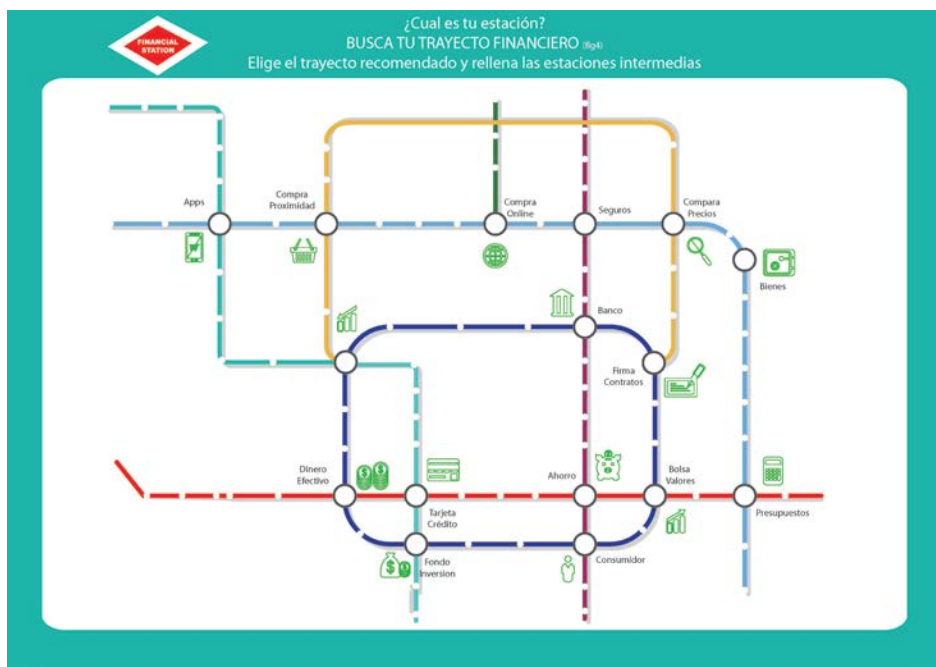 FINANCIAL
STATION
¿Cual es tu estación?
BUSCA TU TRAYECTO FINANCIERO (fig4)
Elige el trayecto recomendado y rellena las estaciones intermedias
Apps
Compra
Proximidad
Compra
Online
Seguros
Compara
Precios
Bienes
Banco
Firma
Contratos
Dinero
Efectivo
Tarjeta
Crédito
Ahorro
Bolsa
Valores
Presupuestos
Fondo
Inversion
Consumidor